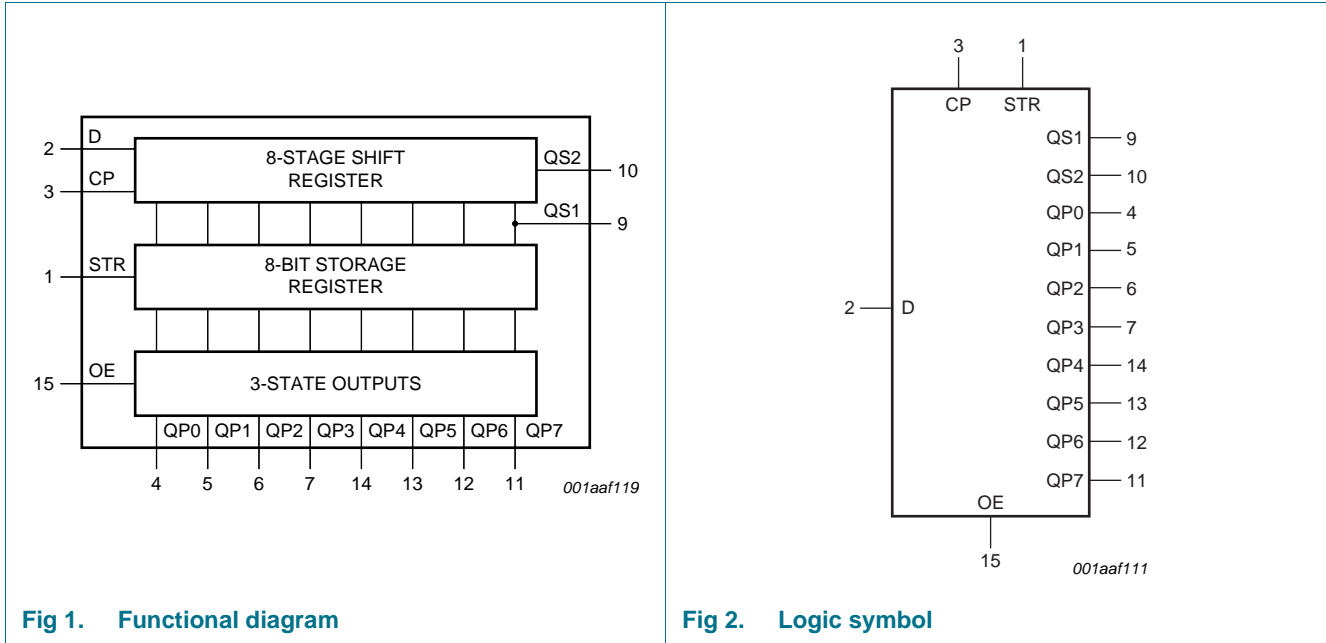 D
2
8-STAGE SHIFT
REGISTER
QS2
10
CP
3
QS1
9
STR
1
8-BIT STORAGE
REGISTER
OE
15
3-STATE OUTPUTS
QP0 QP1 QP2 QP3 QP4 QP5 QP6 QP7
4 5 6 7 14 13 12 11
001aaf119
Fig 1. Functional diagram
3 1
CP STR
QS1 9
QS2 10
QP0 4
QP1 5
QP2 6
2 D
QP3 7
QP4 14
QP5 13
QP6 12
QP7 11
OE
15
001aaf111
Fig 2. Logic symbol